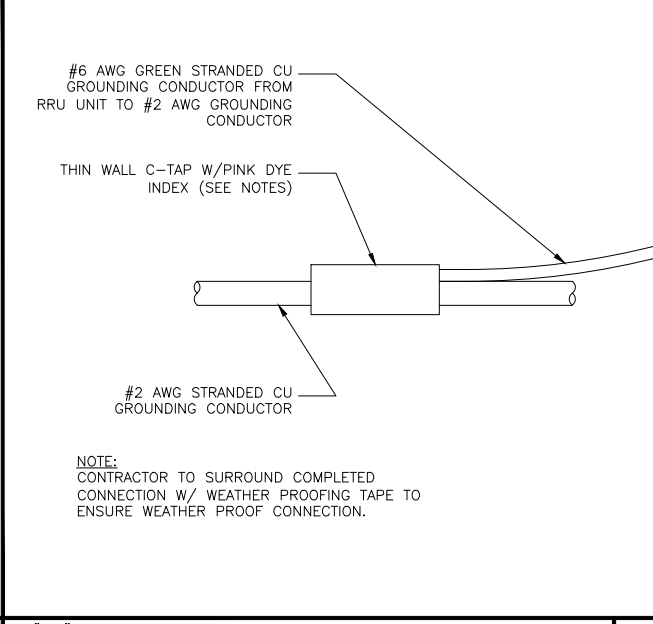 #6 AWG GREEN STRANDED CU
GROUNDING CONDUCTOR FROM
RRU UNIT TO #2 AWG GROUNDING
CONDUCTOR
THIN WALL C-TAP W/PINK DYE
INDEX (SEE NOTES)
#2 AWG STRANDED CU
GROUNDING CONDUCTOR
NOTE:
CONTRACTOR TO SURROUND COMPLETED
CONNECTION W/ WEATHER PROOFING TAPE TO
ENSURE WEATHER PROOF CONNECTION.